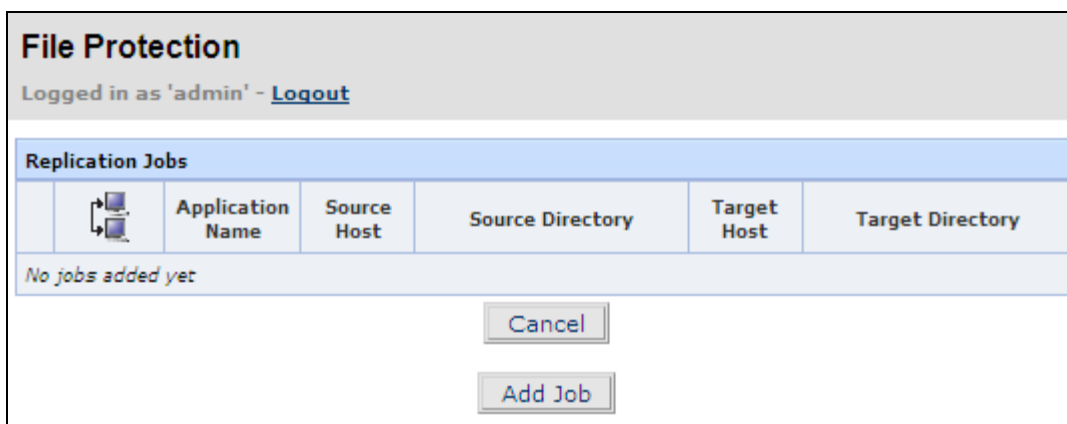 File Protection
Logged in as 'admin' - Logout
Replication Jobs
Application Name
Source Host
Source Directory
Target Host
Target Directory
No jobs added yet
Cancel
Add Job